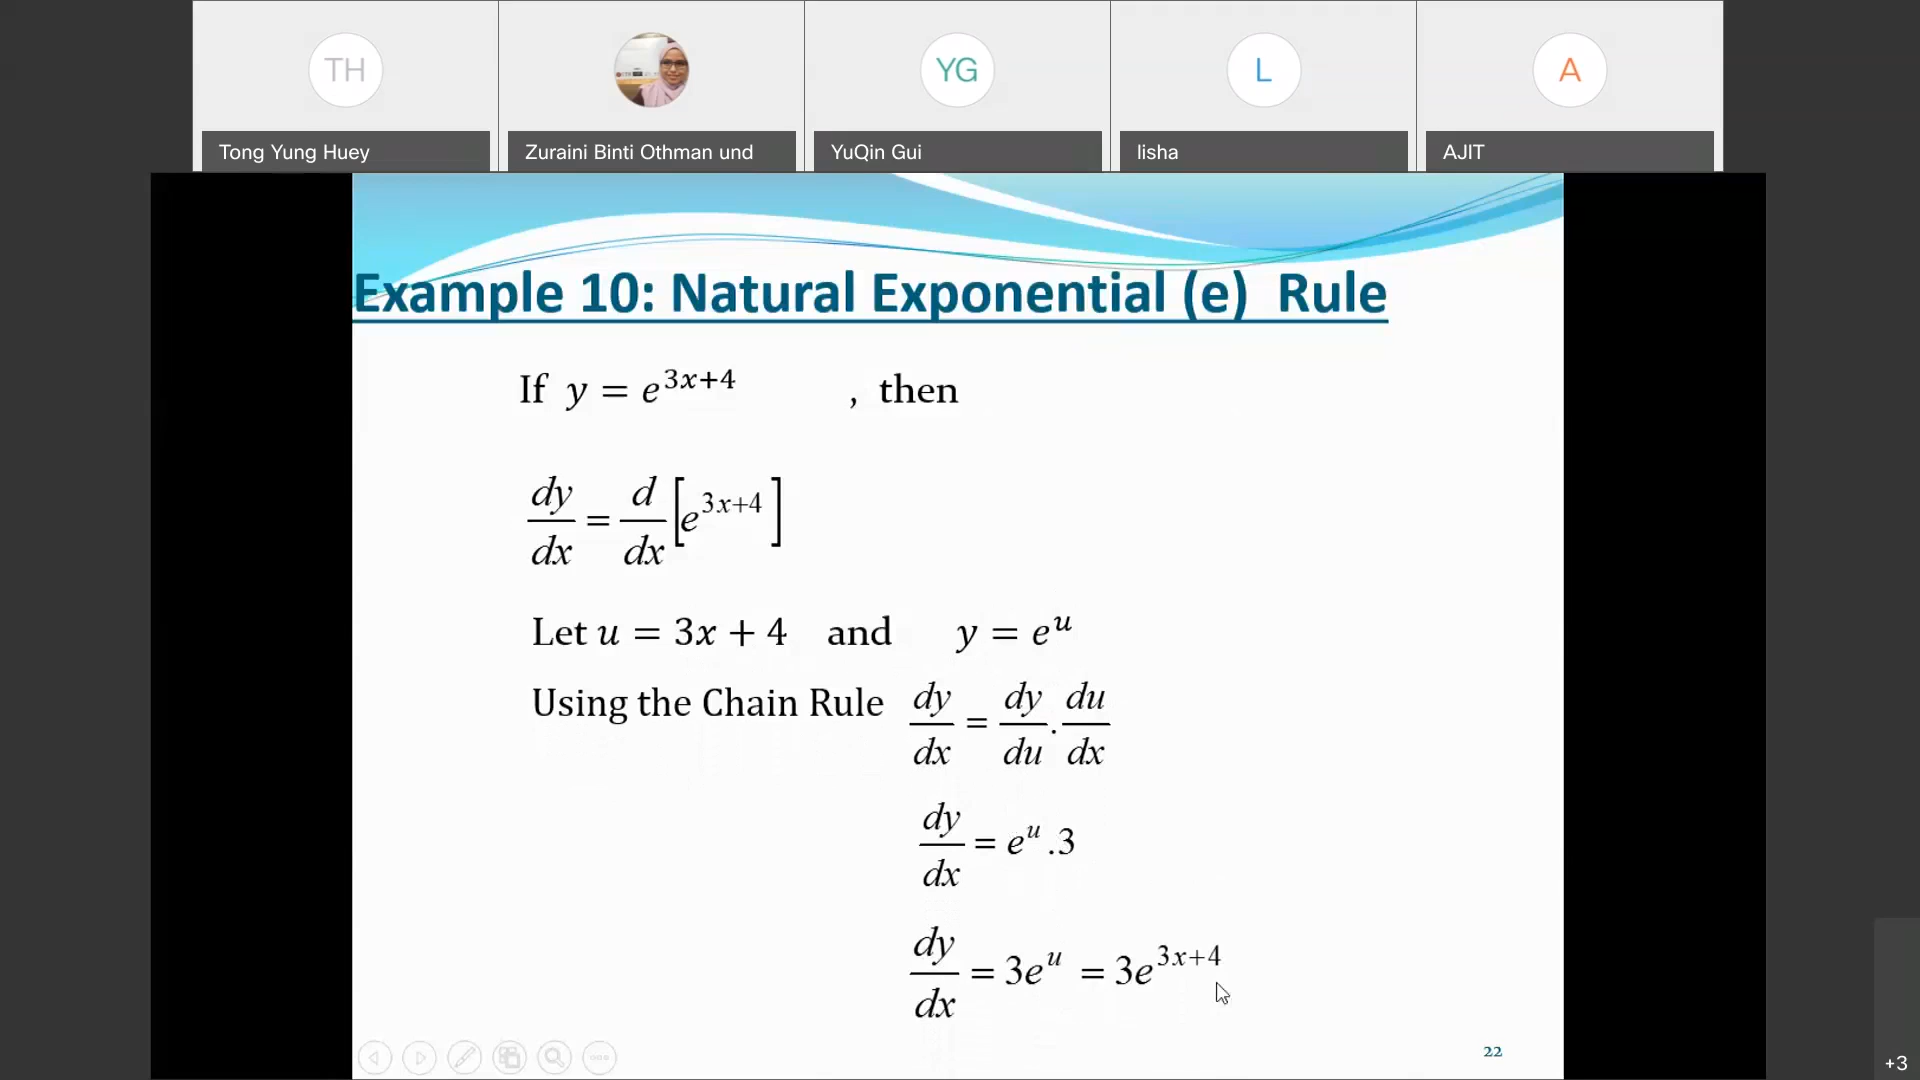 TH
YG
L
A
Tong Yung Huey
Zuraini Binti Othman und
YuQin Gui
lisha
AJIT
Example 10: Natural Exponential (e) Rule
If y = e^{3x+4} , then
dy/dx = d/dx [e^{3x+4}]
Let u = 3x + 4 and y = e^u
Using the Chain Rule dy/dx = dy/du . du/dx
dy/dx = e^u .3
dy/dx = 3e^u = 3e^{3x+4}
22
+3